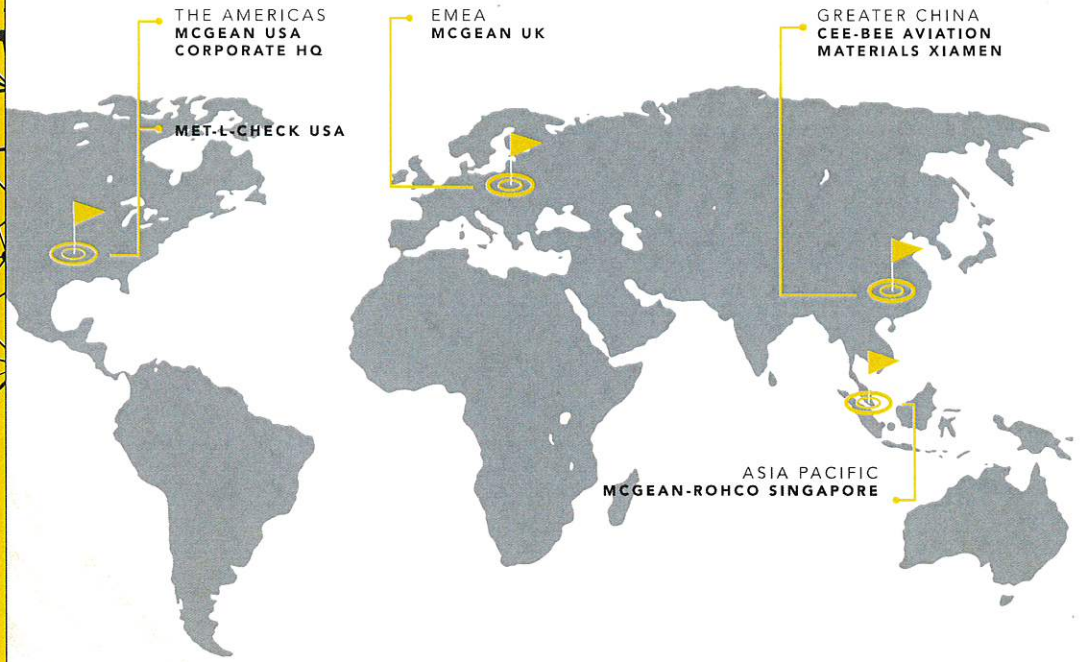 THE AMERICAS
MCGEAN USA
CORPORATE HQ
MET-L-CHECK USA
EMEA
MCGEAN UK
GREATER CHINA
CEE-BEE AVIATION
MATERIALS XIAMEN
ASIA PACIFIC
MCGEAN-ROHCO SINGAPORE